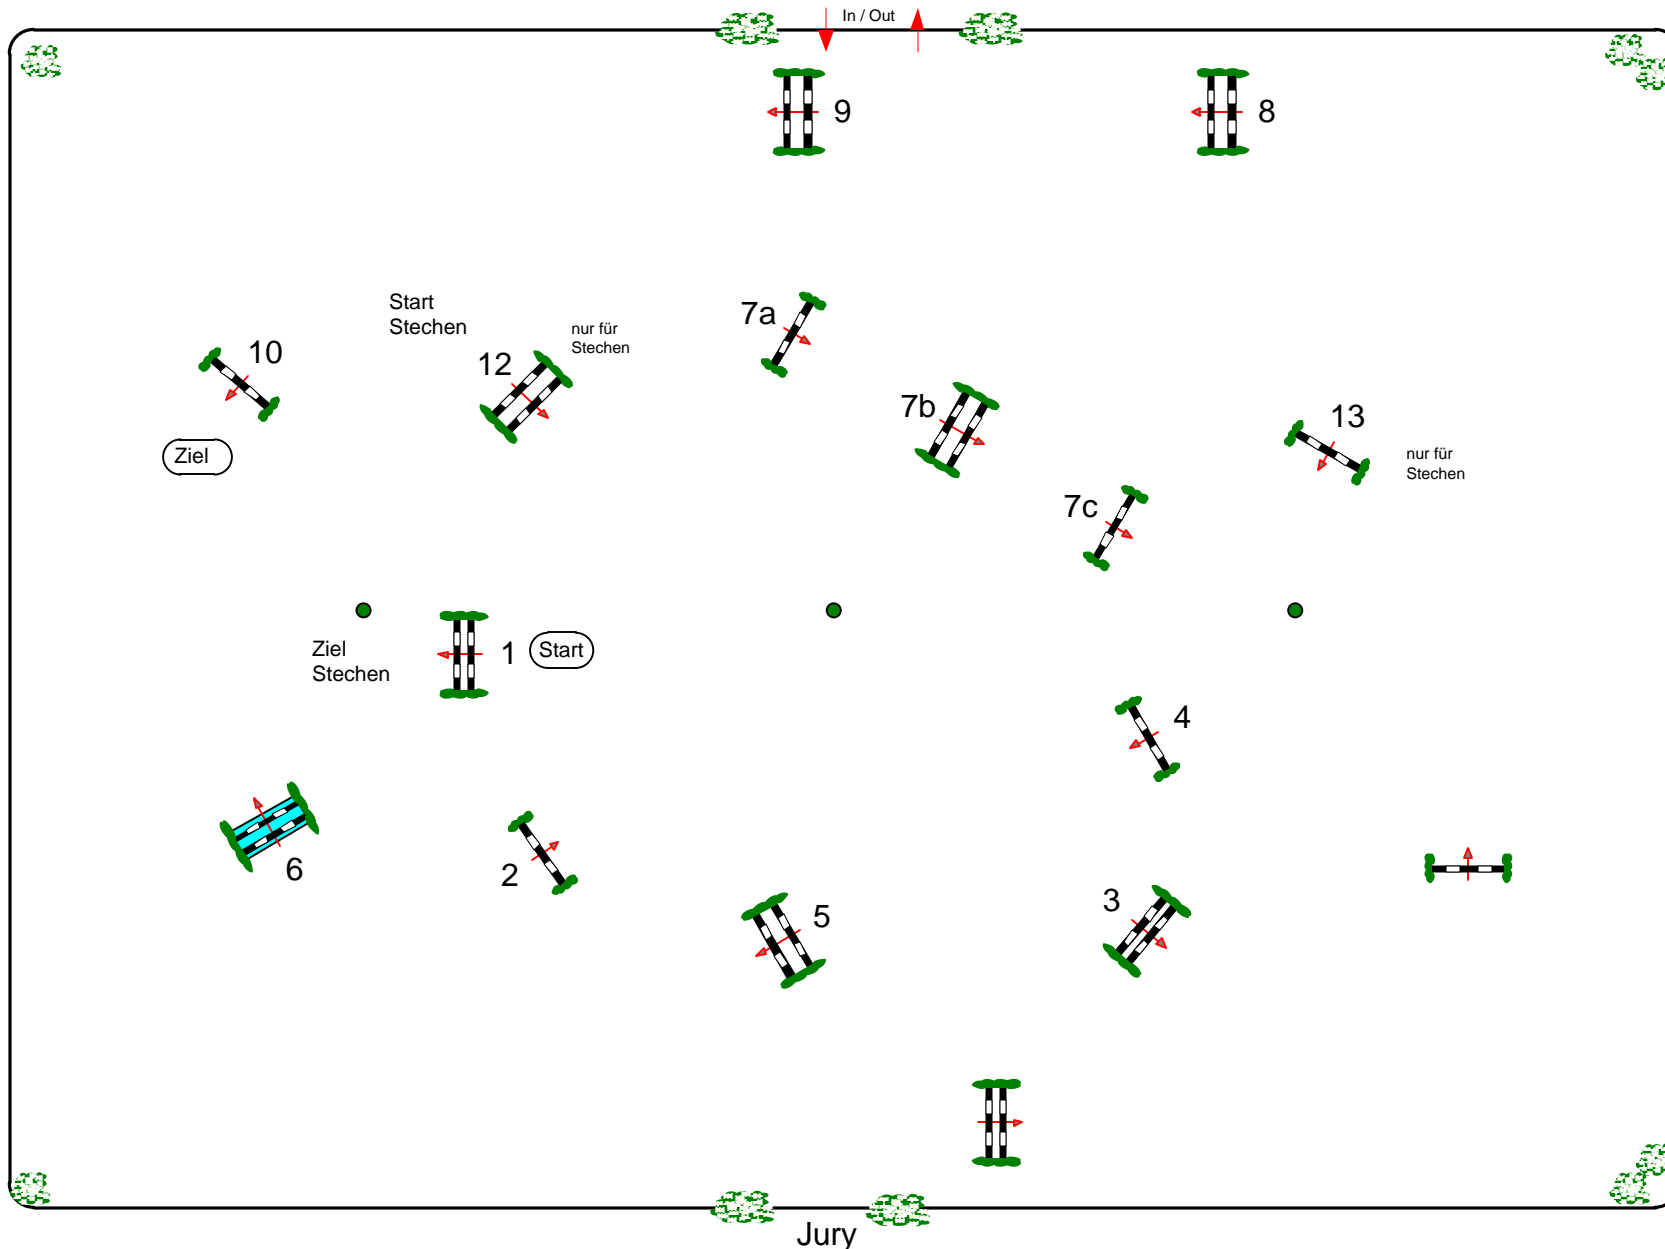 In / Out
9
8
Start
Stechen
nur für
Stechen
7a
10
12
7b
13
nur für
Stechen
Ziel
7c
Ziel
Stechen
1
Start
4
6
2
5
3
Jury